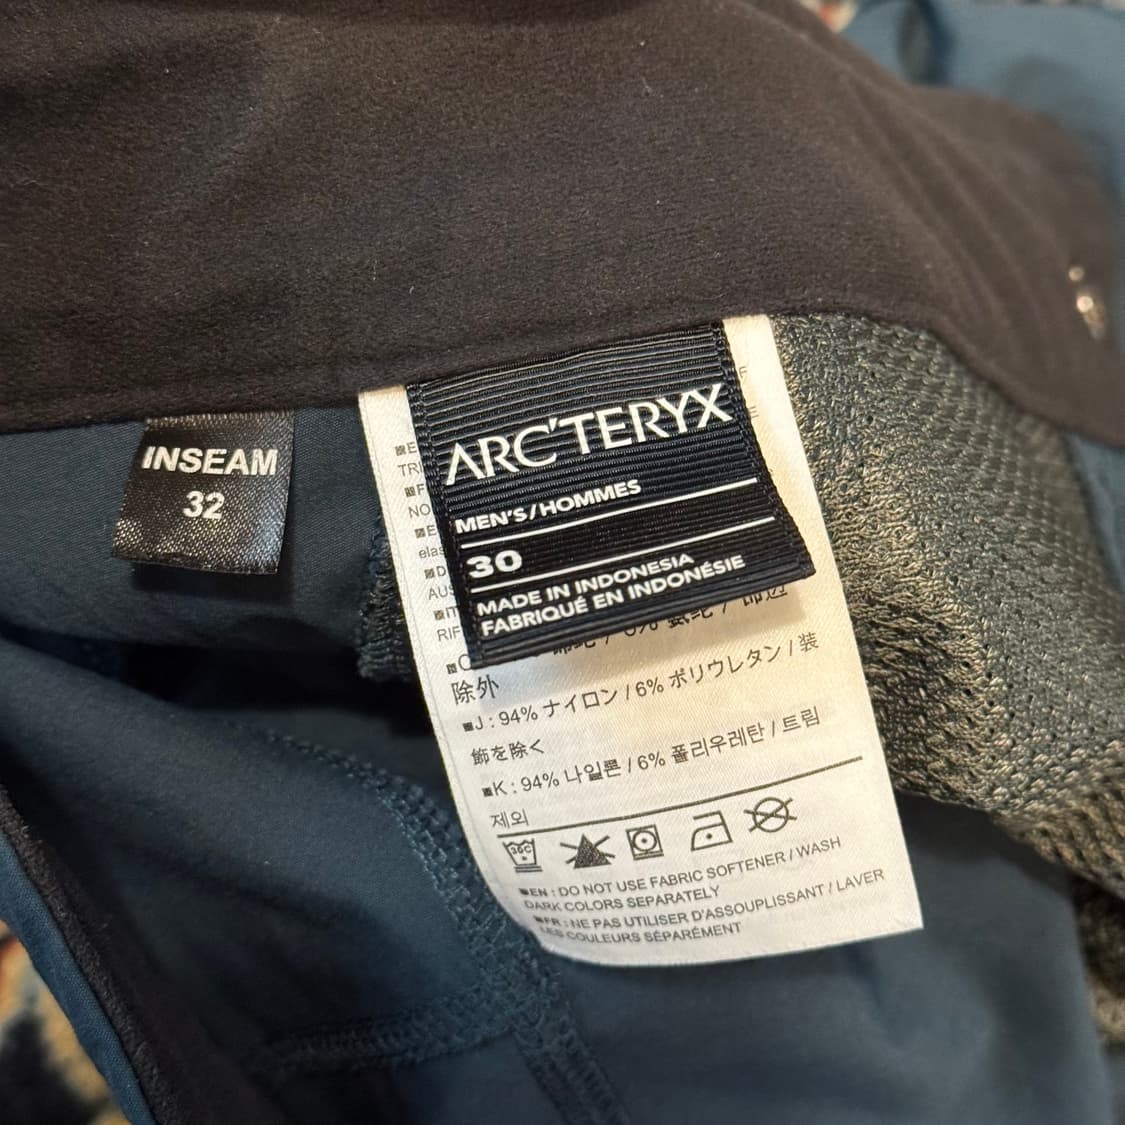 INSEAM
32
ARC'TERYX
MEN'S/HOMMES
30
MADE IN INDONESIA
FABRIQUÉ EN INDONÉSIE
除外
■J : 94% ナイロン / 6% ポリウレタン / 装
飾を除く
■K : 94% 나일론 / 6% 폴리우레탄 / 트림
제외
30C
■EN : DO NOT USE FABRIC SOFTENER / WASH
DARK COLORS SEPARATELY
■FR : NE PAS UTILISER D'ASSOUPLISSANT / LAVER
LES COULEURS SÉPARÉMENT